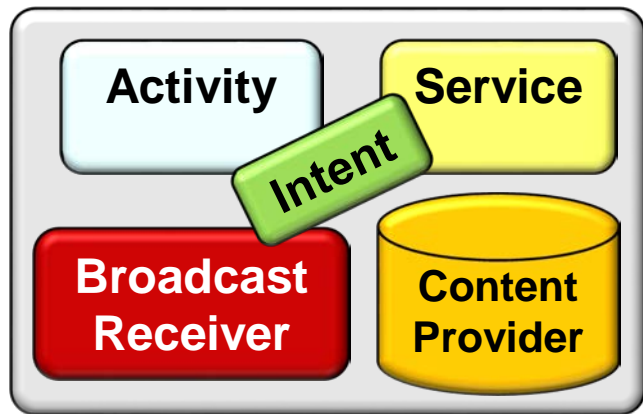 Activity
Service
Intent
Broadcast
Receiver
Content
Provider